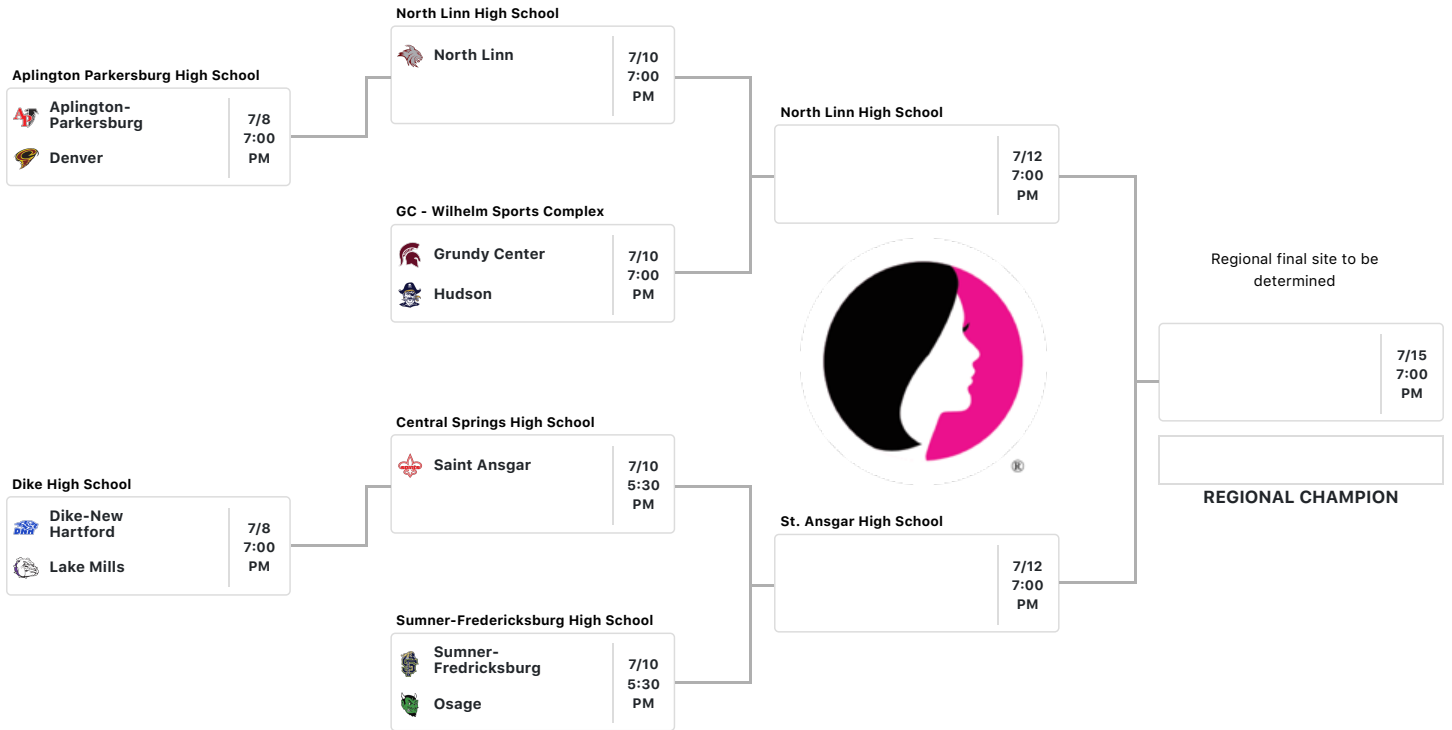 North Linn High School
North Linn
7/10
7:00
PM
Aplington Parkersburg High School
Aplington-
Parkersburg
Denver
7/8
7:00
PM
North Linn High School
7/12
7:00
PM
GC - Wilhelm Sports Complex
Grundy Center
Hudson
7/10
7:00
PM
Regional final site to be
determined
7/15
7:00
PM
REGIONAL CHAMPION
®
Central Springs High School
Saint Ansgar
7/10
5:30
PM
Dike High School
Dike-New
Hartford
Lake Mills
7/8
7:00
PM
St. Ansgar High School
7/12
7:00
PM
Sumner-Fredericksburg High School
Sumner-
Fredricksburg
Osage
7/10
5:30
PM